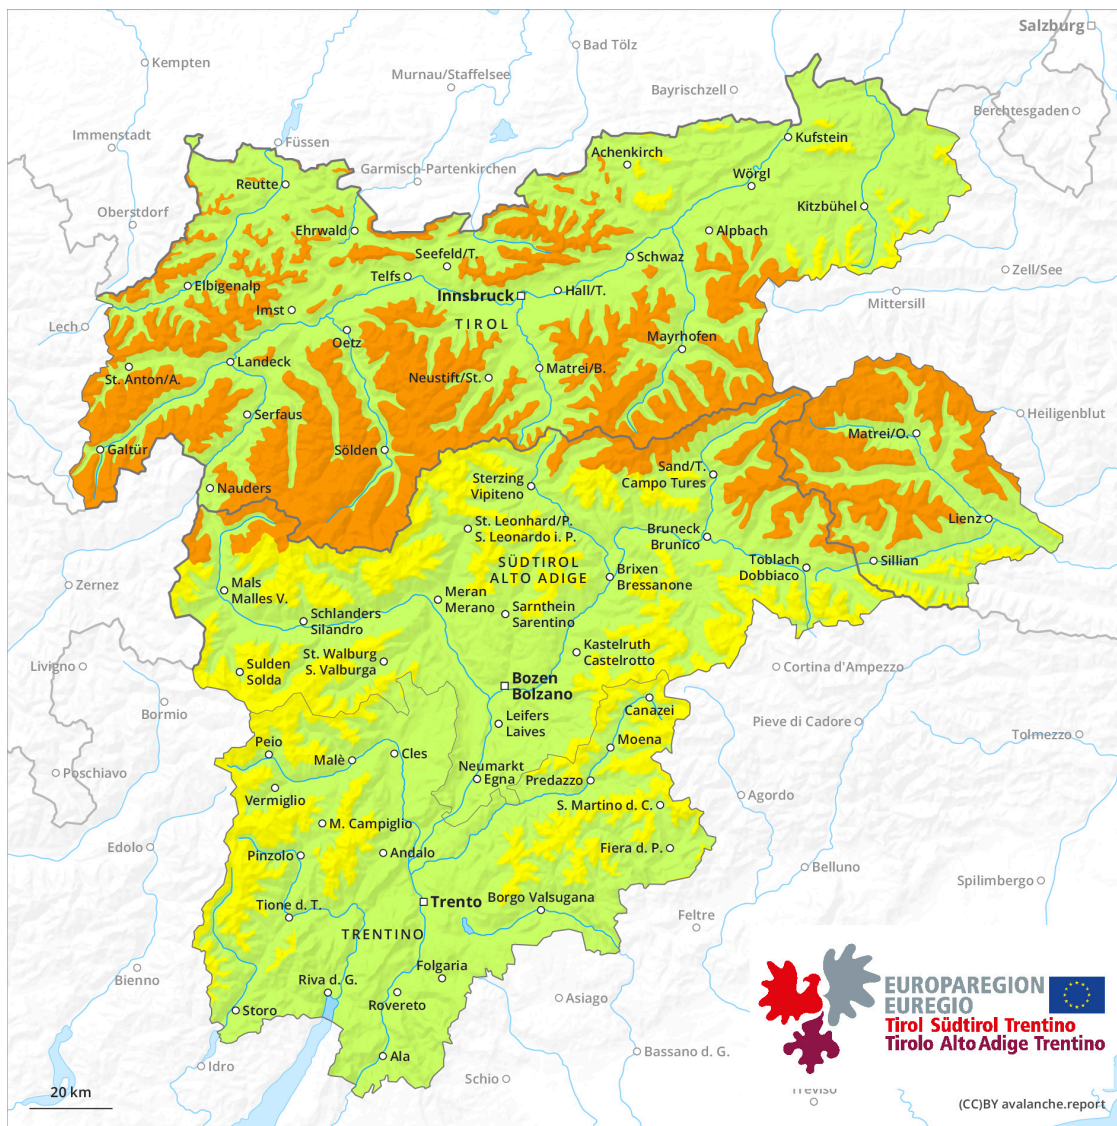 Salzburg
Bad Tölz
Kempten
Murnau/Staffelsee
Bayrischzell
Berchtesgaden
Immenstadt
Füssen
Kufstein
Achenkirch
Garmisch-Partenkirchen
Wörgl
Reutte
Kitzbühel
Oberstdorf
Ehrwald
Alpbach
Seefeld/T.
Schwaz
Zell/See
Telfs
Elbigenalp
Innsbruck
Hall/T.
Mittersill
Imst
TIROL
Lech
Oetz
Mayrhofen
Landeck
Matrei/B.
St. Anton/A.
Neustift/St.
Serfaus
Heiligenblut
Matrei/O.
Galtür
Sölden
Sand/T.
Campo Tures
Nauders
Sterzing
Vipiteno
Lienz
St. Leonhard/P.
S. Leonardo i. P.
Bruneck
Brunico
SÜDTIROL
ALTO ADIGE
Toblach
Dobbiaco
Sillian
Zernez
Mals
Malles V.
Brixen
Bressanone
Meran
Merano
Sarnthein
Sarentino
Schlanders
Silandro
Kastelruth
Castelrotto
St. Walburg
S. Valburga
Livigno
Sulden
Solda
Cortina d'Ampezzo
Bozen
Bolzano
Canazei
Bormio
Leifers
Laives
Pieve di Cadore
Tolmezzo
Peio
Moena
Cles
Malè
Poschiavo
Neumarkt
Egna
Predazzo
Vermiglio
Agordo
S. Martino d. C.
M. Campiglio
Edolo
Pinzolo
Andalo
Fiera d. P.
Belluno
Spilimbergo
Trento
Borgo Valsugana
Tione d. T.
Feltre
TRENTINO
Folgaria
Bienno
Riva d. G.
Rovereto
Asiago
Storo
EUROPAREGION
EUREGIO
Tirol Südtirol Trentino
Tirolo Alto Adige Trentino
Ala
Idro
Bassano d. G.
Schio
20 km
Treviso
(CC)BY avalanche.report